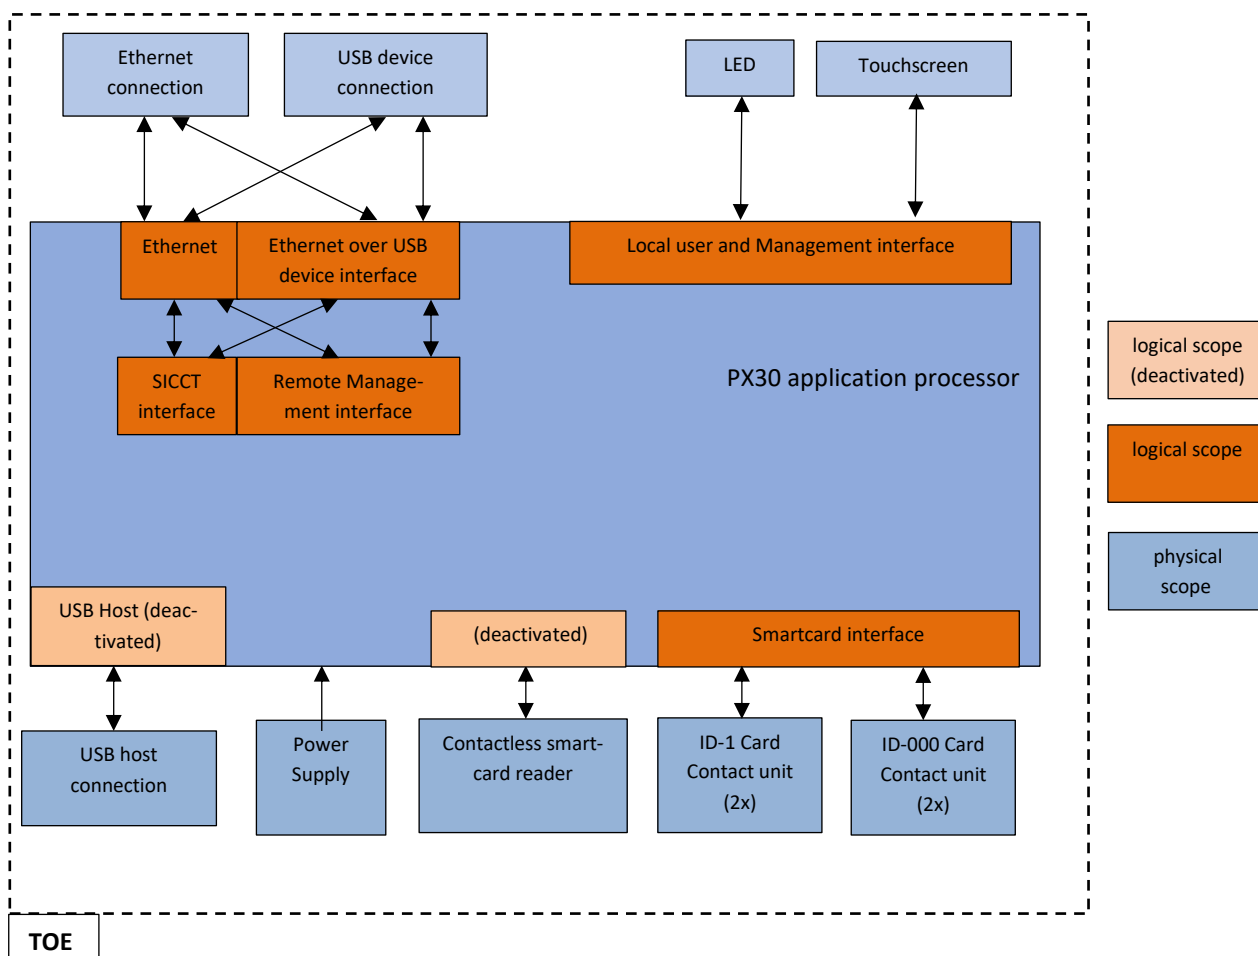 Ethernet
connection
USB device
connection
LED
Touchscreen
Ethernet
Ethernet over USB
device interface
Local user and Management interface
SICCT
interface
Remote Manage-
ment interface
PX30 application processor
logical scope
(deactivated)
logical scope
physical
scope
USB Host (deac-
tivated)
(deactivated)
Smartcard interface
USB host
connection
Power
Supply
Contactless smart-
card reader
ID-1 Card
Contact unit
(2x)
ID-000 Card
Contact unit
(2x)
TOE